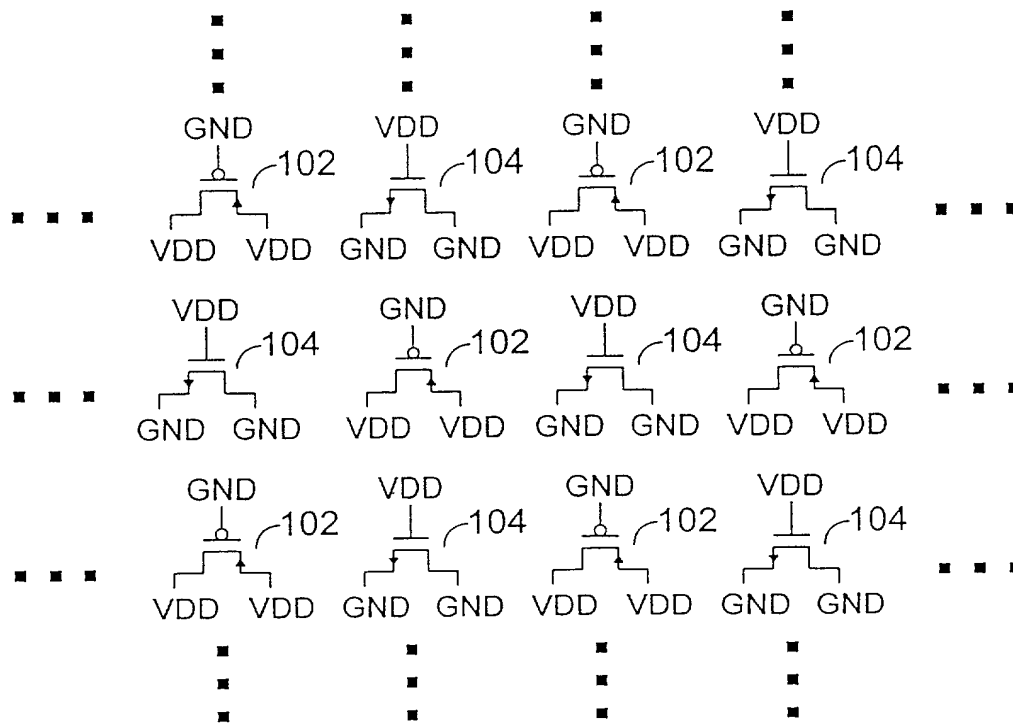 GND VDD GND VDD
102 104 102 104
VDD VDD GND GND VDD VDD GND GND
VDD GND VDD GND
104 102 104 102
GND GND VDD VDD GND GND VDD VDD
GND VDD GND VDD
102 104 102 104
VDD VDD GND GND VDD VDD GND GND